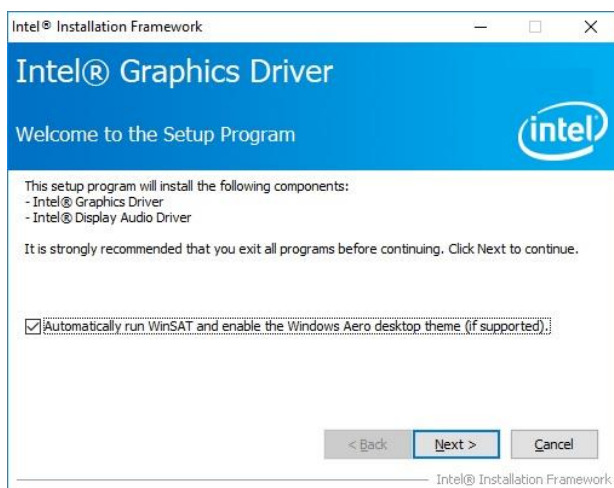 Intel® Installation Framework
Intel® Graphics Driver
Welcome to the Setup Program
intel
This setup program will install the following components:
- Intel® Graphics Driver
- Intel® Display Audio Driver
It is strongly recommended that you exit all programs before continuing. Click Next to continue.
Automatically run WinSAT and enable the Windows Aero desktop theme (if supported).
< Back Next > Cancel
Intel® Installation Framework